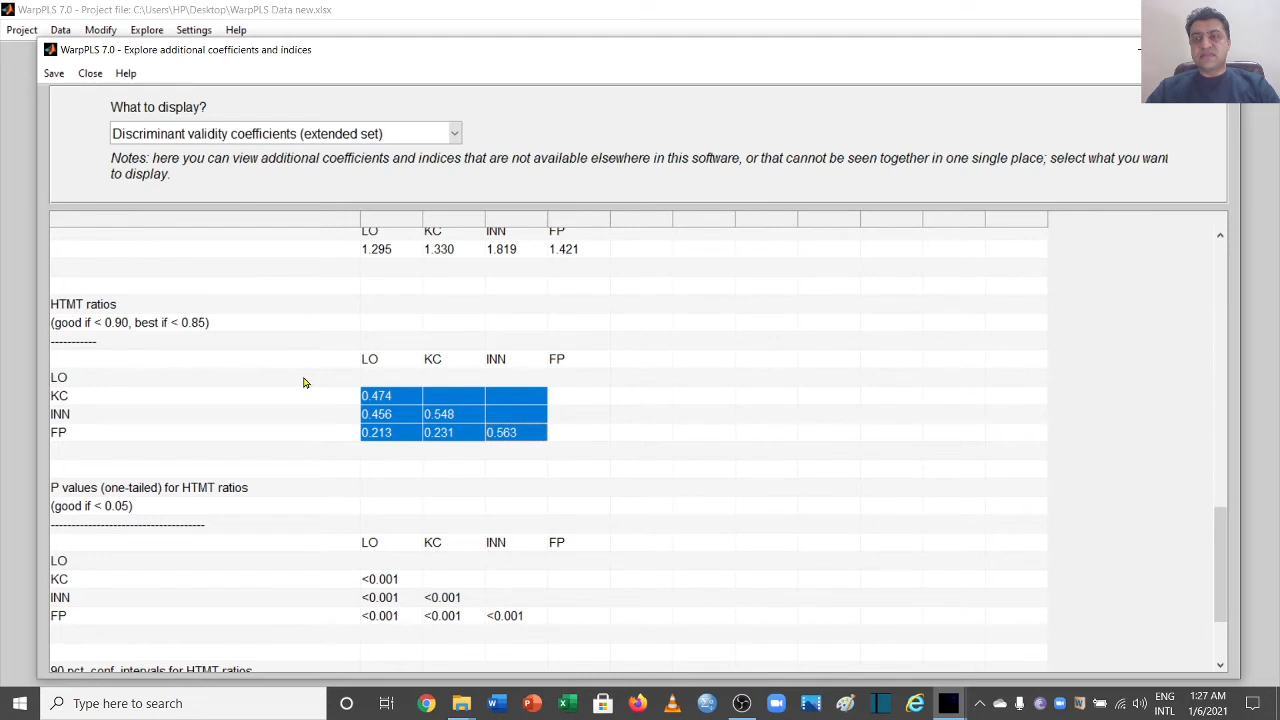 WarpPLS 7.0 - Project file: C:\Users\HP\Desktop\WarpPLS Data new.xlsx
Project Data Modify Explore Settings Help
WarpPLS 7.0 - Explore additional coefficients and indices
Save Close Help
What to display?
Discriminant validity coefficients (extended set)
Notes: here you can view additional coefficients and indices that are not available elsewhere in this software, or that cannot be seen together in one single place; select what you want
to display.
LO KC INN FP
1.295 1.330 1.819 1.421
HTMT ratios
(good if < 0.90, best if < 0.85)
-----------
LO KC INN FP
LO
KC 0.474
INN 0.456 0.548
FP 0.213 0.231 0.563
P values (one-tailed) for HTMT ratios
(good if < 0.05)
-------------------------------------
LO KC INN FP
LO
KC <0.001
INN <0.001 <0.001
FP <0.001 <0.001 <0.001
90 pct. conf. intervals for HTMT ratios
Type here to search
ENG 1:27 AM
INTL 1/6/2021